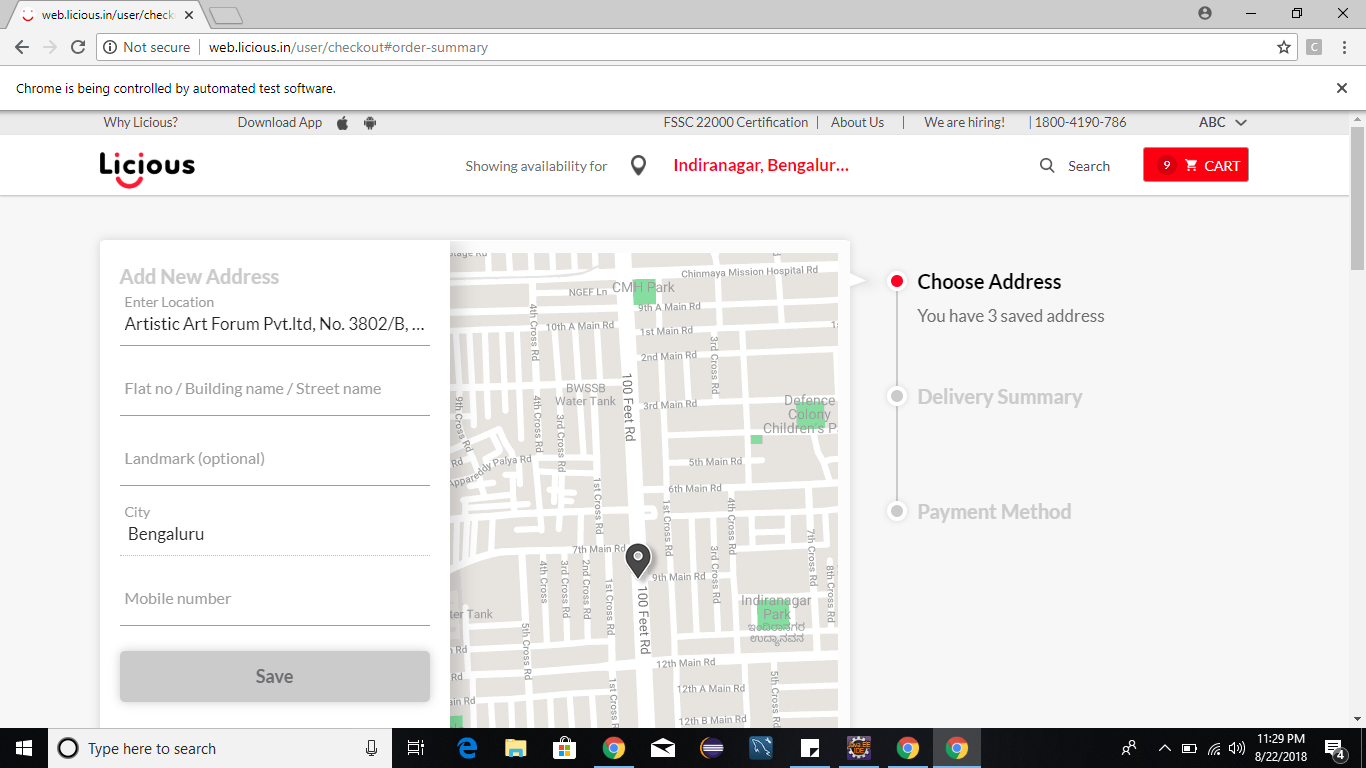 web.licious.in/user/check
Not secure
web.licious.in/user/checkout#order-summary
C
Chrome is being controlled by automated test software.
Why Licious?
Download App
FSSC 22000 Certification |
About Us |
We are hiring!
| 1800-4190-786
ABC
Licious
Showing availability for
Indiranagar, Bengalur...
Search
9 CART
Add New Address
Enter Location
Artistic Art Forum Pvt.ltd, No. 3802/B, ...
Flat no / Building name / Street name
Landmark (optional)
City
Bengaluru
Mobile number
Save
Chinmaya Mission Hospital Rd
CMH Park
NGEF Ln
9th A Main Rd
10th A Main Rd
1st Main Rd
4th Cross Rd
2nd Main Rd
3rd Cross Rd
100 Feet Rd
BWSSB
Water Tank
3rd Main Rd
Defence
Colony
Children's P
9th Cross Rd
4th Cross Rd
3rd Cross Rd
5th Main Rd
Appareddy Palya Rd
6th Main Rd
1st Cross Rd
1st Cross Rd
4th Cross Rd
7th Cross Rd
7th Main Rd
9th Main Rd
3rd Cross Rd
8th Cross Rd
4th Cross
3rd Cross Rd
2nd Cross Rd
1st Cross Rd
100 Feet Rd
Indiranagar
Park
ಇಂದಿರಾನಗರ
ಉದ್ಯಾನವನ
ter Tank
5th Cross Rd
12th Main Rd
1st Cross Rd
12th A Main Rd
5th Cross Rd
12th B Main Rd
Choose Address
You have 3 saved address
Delivery Summary
Payment Method
Type here to search
11:29 PM
8/22/2018
4